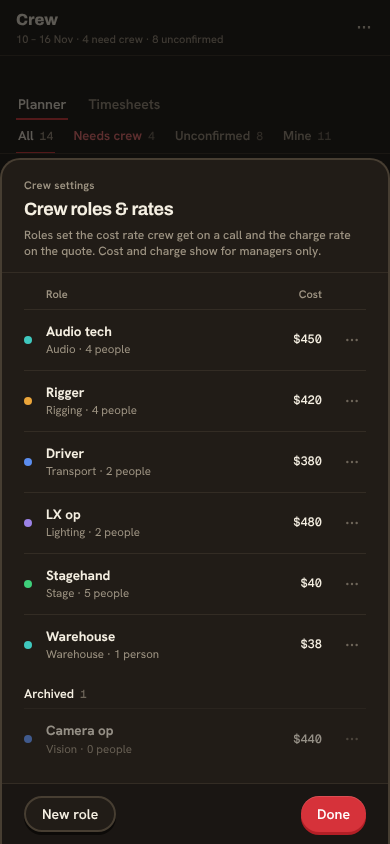 Crew
10 – 16 Nov · 4 need crew · 8 unconfirmed
Planner Timesheets
All 14 Needs crew 4 Unconfirmed 8 Mine 11
Crew settings
Crew roles & rates
Roles set the cost rate crew get on a call and the charge rate
on the quote. Cost and charge show for managers only.
Role Cost
Audio tech $450
Audio · 4 people
Rigger $420
Rigging · 4 people
Driver $380
Transport · 2 people
LX op $480
Lighting · 2 people
Stagehand $40
Stage · 5 people
Warehouse $38
Warehouse · 1 person
Archived 1
Camera op $440
Vision · 0 people
New role Done